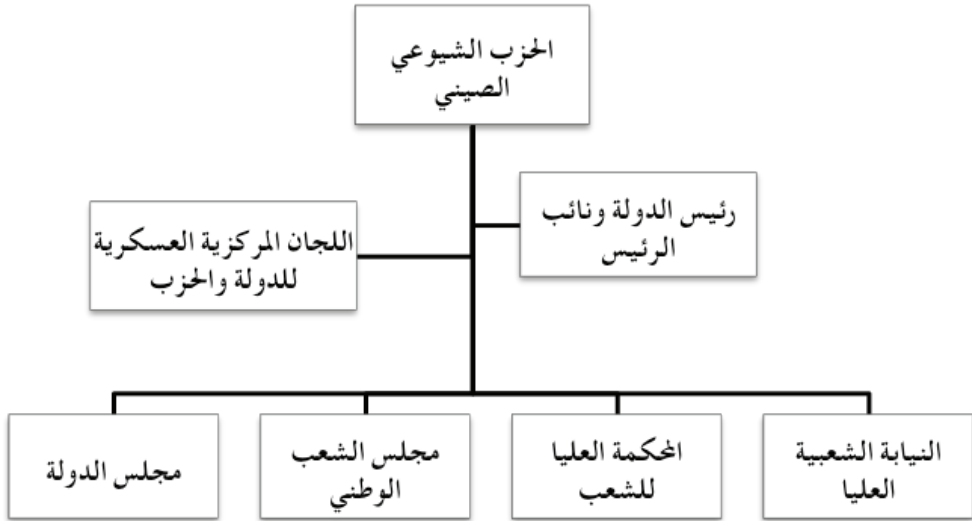 الحزب الشيوعي
الصيني
رئيس الدولة ونائب
الرئيس
اللجان المركزية العسكرية
للدولة والحزب
النيابة الشعبية
العليا
المحكمة العليا
للشعب
مجلس الشعب
الوطني
مجلس الدولة